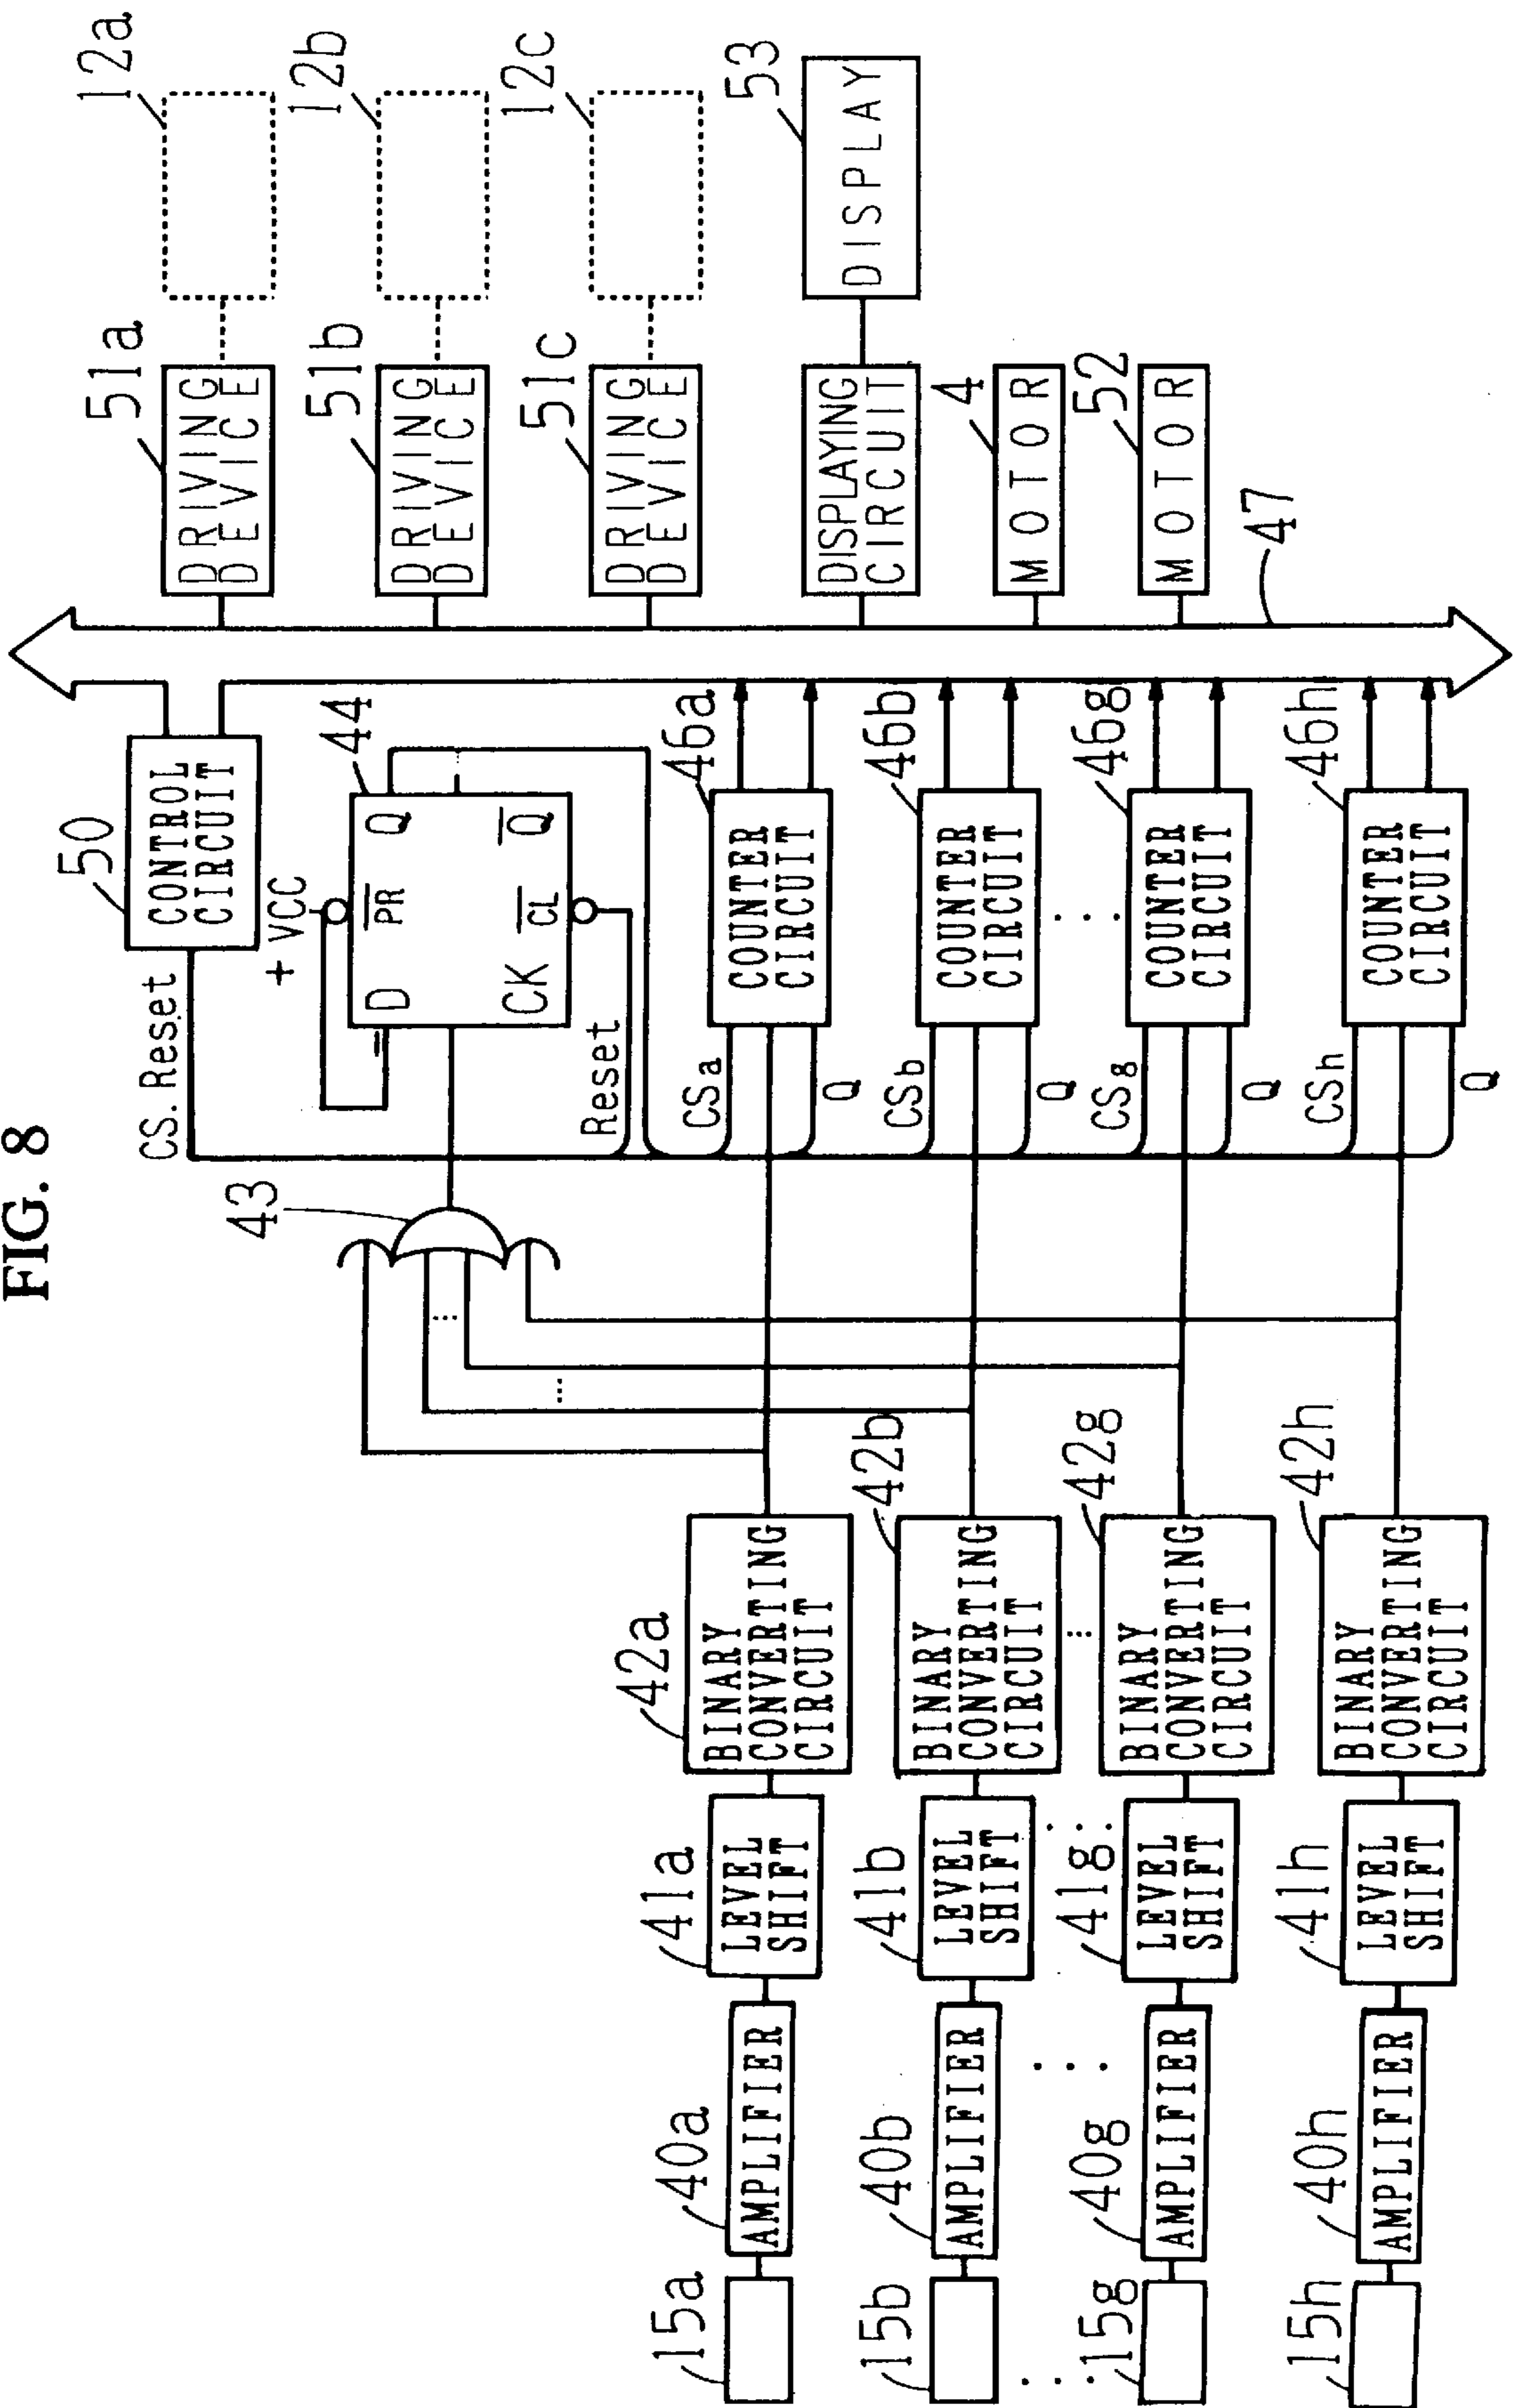 FIG. 8
50
CONTROL
CIRCUIT
CS. Reset
+ VCC
44
D
PR
Q
CK
CL
Q
Reset
43
51a
DRIVING
DEVICE
12a
51b
DRIVING
DEVICE
12b
51c
DRIVING
DEVICE
12c
DISPLAYING
CIRCUIT
53
DISPLAY
4
MOTOR
52
MOTOR
47
15a
40a
AMPLIFIER
41a
LEVEL
SHIFT
42a
BINARY
CONVERTING
CIRCUIT
CSa
Q
46a
COUNTER
CIRCUIT
15b
40b
AMPLIFIER
41b
LEVEL
SHIFT
42b
BINARY
CONVERTING
CIRCUIT
CSb
Q
46b
COUNTER
CIRCUIT
15g
40g
AMPLIFIER
41g
LEVEL
SHIFT
42g
BINARY
CONVERTING
CIRCUIT
CSg
Q
46g
COUNTER
CIRCUIT
15h
40h
AMPLIFIER
41h
LEVEL
SHIFT
42h
BINARY
CONVERTING
CIRCUIT
CSh
Q
46h
COUNTER
CIRCUIT